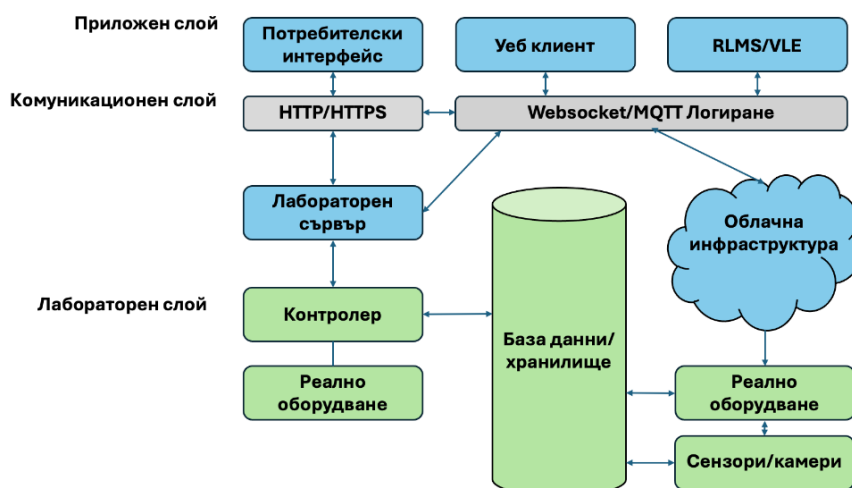 Приложен слой
Потребителски
интерфейс
Уеб клиент
RLMS/VLE
Комуникационен слой
HTTP/HTTPS
Websocket/MQTT Логиране
Лабораторен
сървър
Облачна
инфраструктура
Лабораторен слой
Контролер
База данни/
хранилище
Реално
оборудване
Реално
оборудване
Сензори/камери